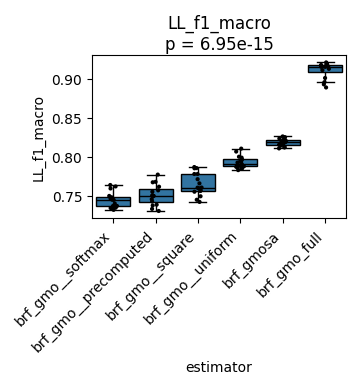 LL_f1_macro
p = 6.95e-15
LL_f1_macro
0.90
0.85
0.80
0.75
brf_gmo__softmax
brf_gmo__precomputed
brf_gmo__square
brf_gmo__uniform
brf_gmosa
brf_gmo_full
estimator